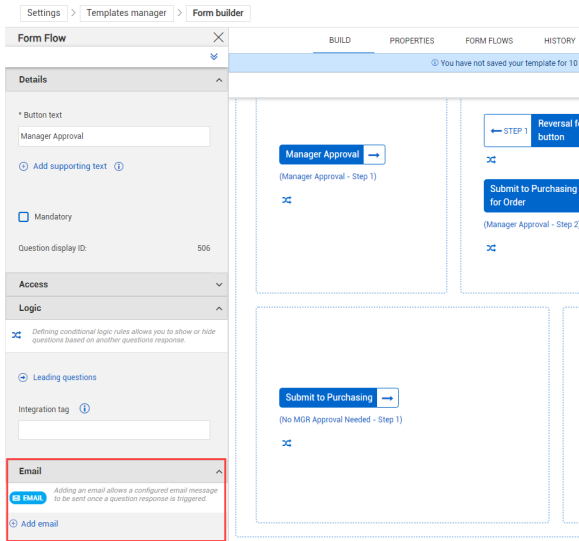 Settings > Templates manager > Form builder
Form Flow
BUILD PROPERTIES FORM FLOWS HISTORY
You have not saved your template for 10
Details
* Button text
Manager Approval
Add supporting text
Mandatory
Question display ID: 506
Access
Logic
Defining conditional logic rules allows you to show or hide
questions based on another questions response.
Leading questions
Integration tag
Email
EMAIL
Adding an email allows a configured email message
to be sent once a question response is triggered.
Add email
Manager Approval
(Manager Approval - Step 1)
STEP 1
Reversal
button
Submit to Purchasing
for Order
(Manager Approval - Step 2)
Submit to Purchasing
(No MGR Approval Needed - Step 1)